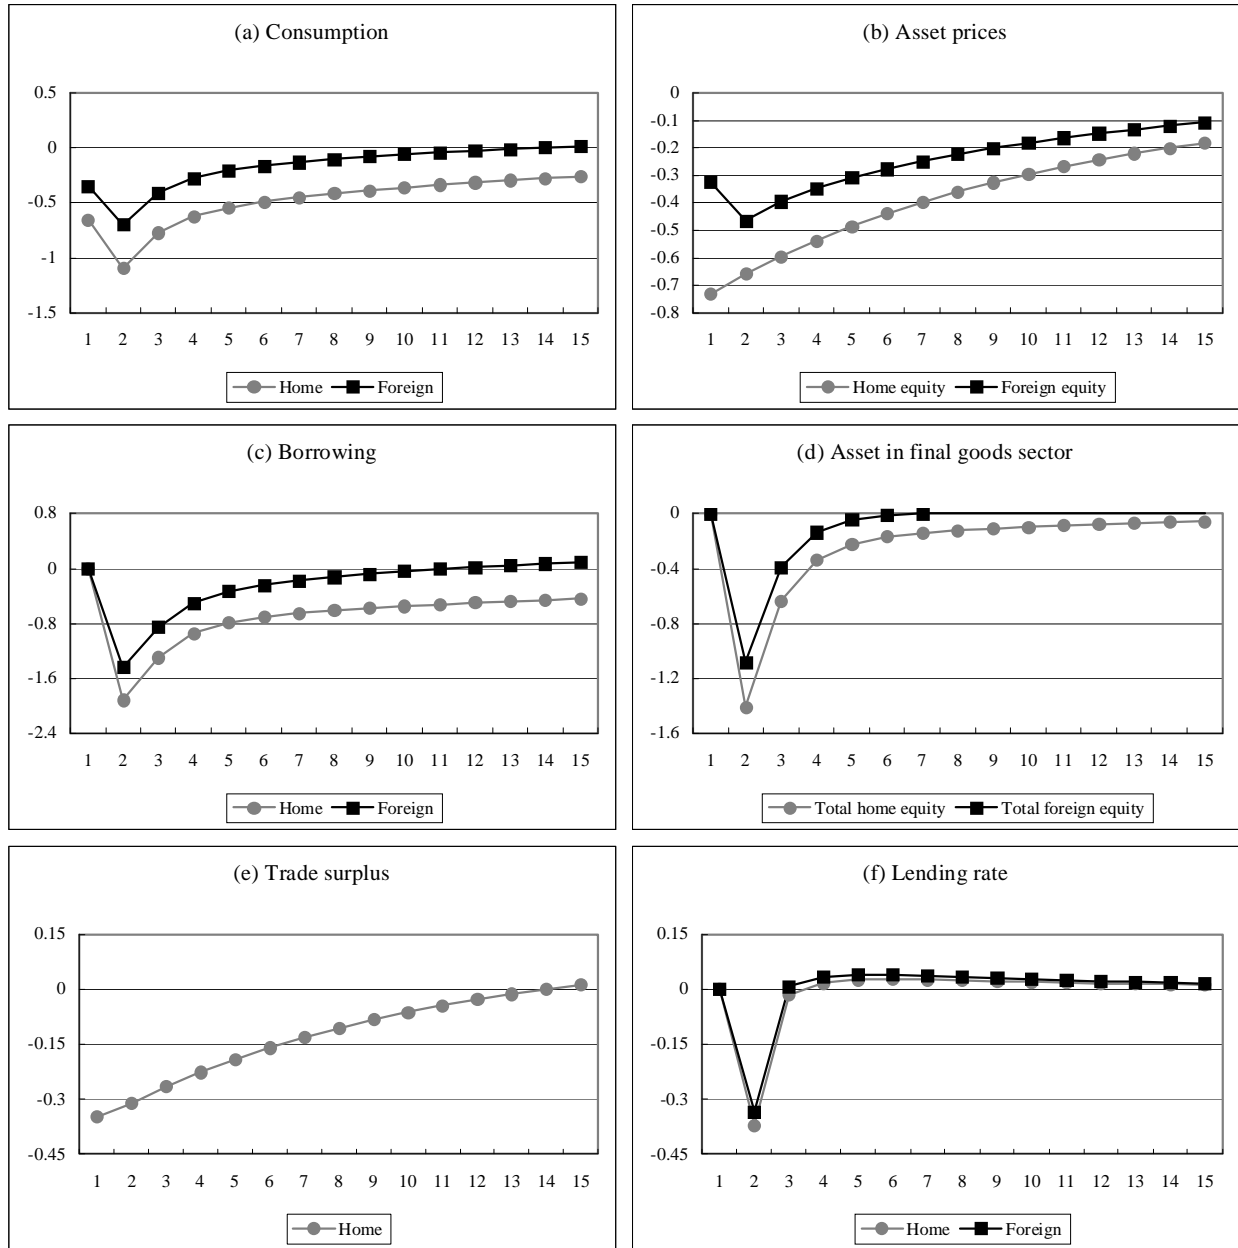 (a) Consumption
0.5
0
-0.5
-1
-1.5
1 2 3 4 5 6 7 8 9 10 11 12 13 14 15
Home Foreign
(b) Asset prices
0
-0.1
-0.2
-0.3
-0.4
-0.5
-0.6
-0.7
-0.8
1 2 3 4 5 6 7 8 9 10 11 12 13 14 15
Home equity Foreign equity
(c) Borrowing
0.8
0
-0.8
-1.6
-2.4
1 2 3 4 5 6 7 8 9 10 11 12 13 14 15
Home Foreign
(d) Asset in final goods sector
0
-0.4
-0.8
-1.2
-1.6
1 2 3 4 5 6 7 8 9 10 11 12 13 14 15
Total home equity Total foreign equity
(e) Trade surplus
0.15
0
-0.15
-0.3
-0.45
1 2 3 4 5 6 7 8 9 10 11 12 13 14 15
Home
(f) Lending rate
0.15
0
-0.15
-0.3
-0.45
1 2 3 4 5 6 7 8 9 10 11 12 13 14 15
Home Foreign